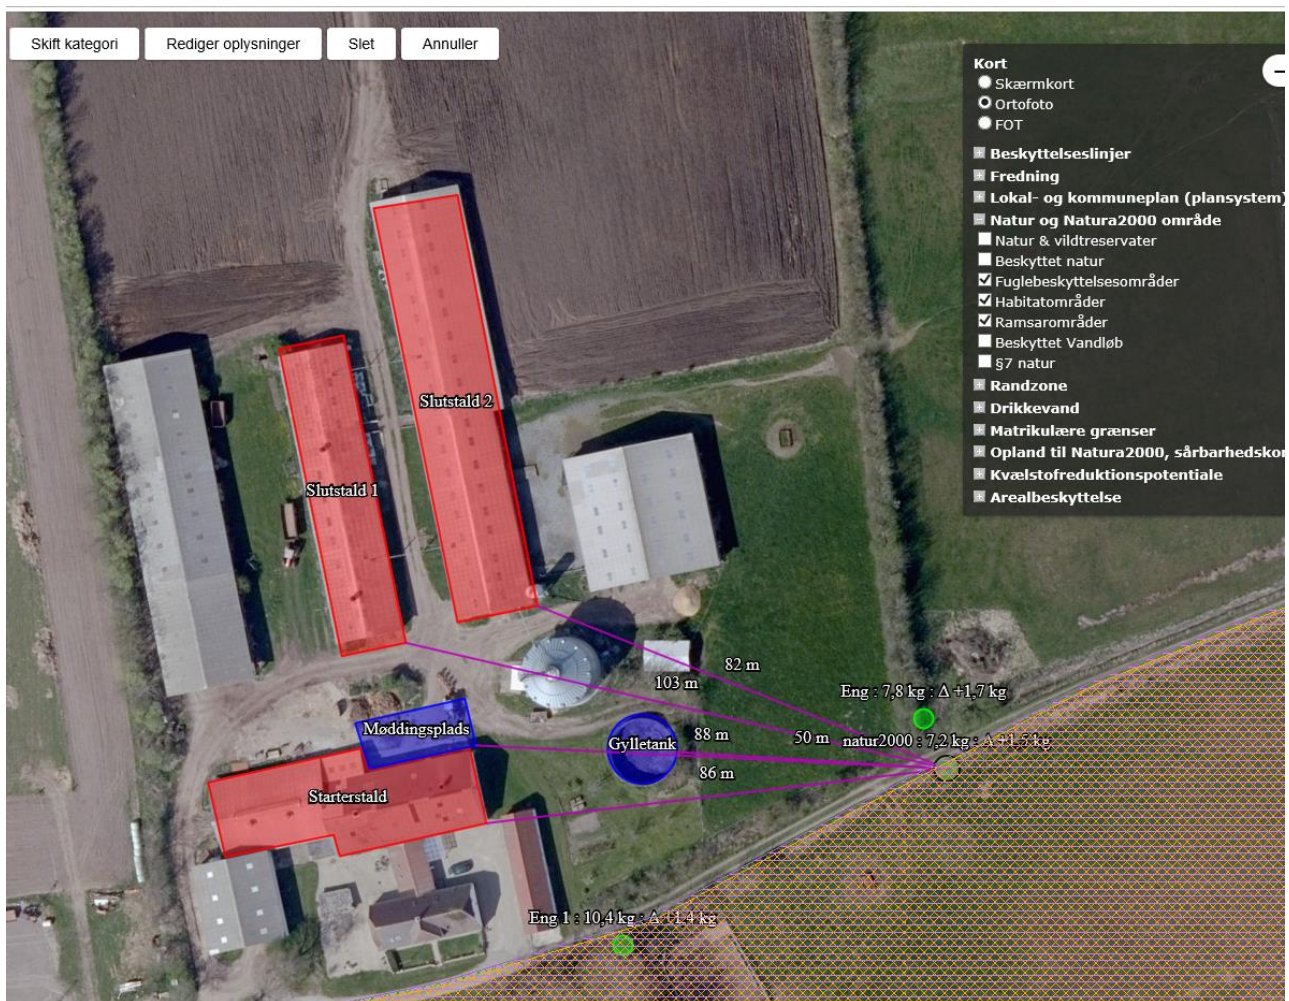 Skift kategori
Rediger oplysninger
Slet
Annuller
Kort
Skærmkort
Ortofoto
FOT
Beskyttelseslinjer
Fredning
Lokal- og kommuneplan (plansystem)
Natur og Natura2000 område
Natur & vildtreservater
Beskyttet natur
Fuglebeskyttelsesområder
Habitatområder
Ramsarområder
Beskyttet Vandløb
§7 natur
Randzone
Drikkevand
Matrikulære grænser
Opland til Natura2000, sårbarhedskor
Kvælstofreduktionspotentiale
Arealbeskyttelse
Slutstald 2
Slutstald 1
82 m
103 m
Eng : 7,8 kg : Δ +1,7 kg
Møddingsplads
Gylletank
88 m
50 m
natur2000 : 7,2 kg : Δ +1,5 kg
86 m
Starterstald
Eng 1 : 10,4 kg : Δ +1,4 kg